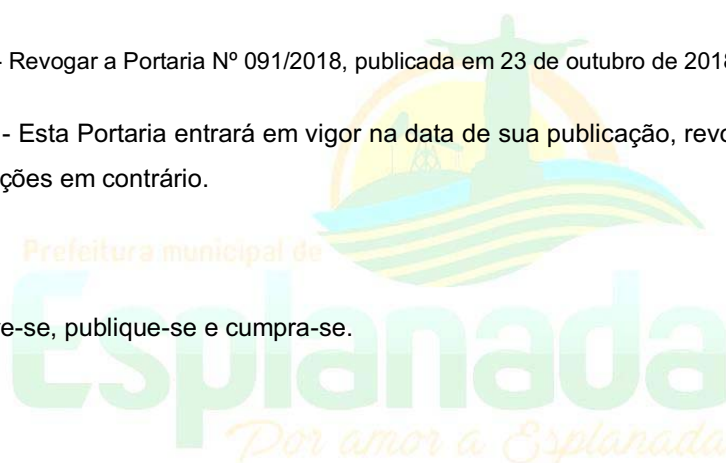 - Revogar a Portaria Nº 091/2018, publicada em 23 de outubro de 2018
- Esta Portaria entrará em vigor na data de sua publicação, revo
ções em contrário.
Prefeitura municipal de
e-se, publique-se e cumpra-se.
Esplanada
Por amor a Esplanada